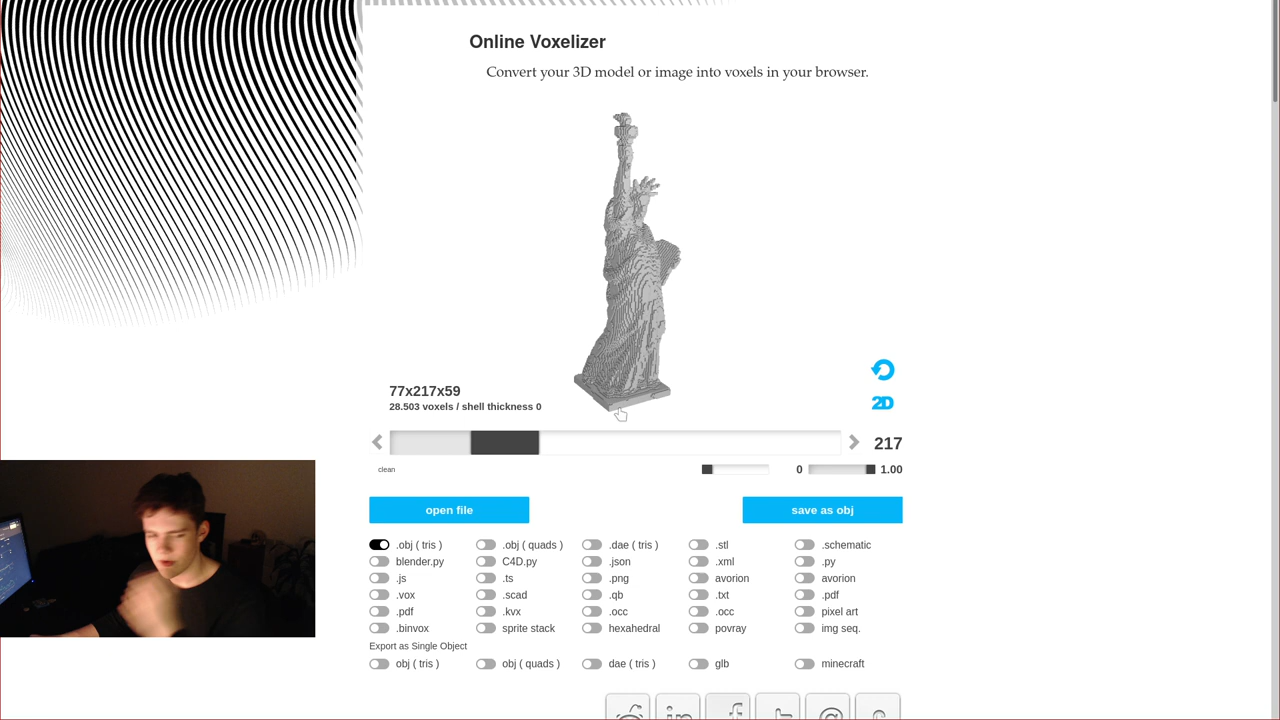 Online Voxelizer
Convert your 3D model or image into voxels in your browser.
77x217x59
28.503 voxels / shell thickness 0
2D
217
clean
0
1.00
open file
save as obj
.obj ( tris )
.obj ( quads )
.dae ( tris )
.stl
.schematic
blender.py
C4D.py
.json
.xml
.py
.js
.ts
.png
avorion
avorion
.vox
.scad
.qb
.txt
.pdf
.pdf
.kvx
.occ
.occ
pixel art
.binvox
sprite stack
hexahedral
povray
img seq.
Export as Single Object
obj ( tris )
obj ( quads )
dae ( tris )
glb
minecraft